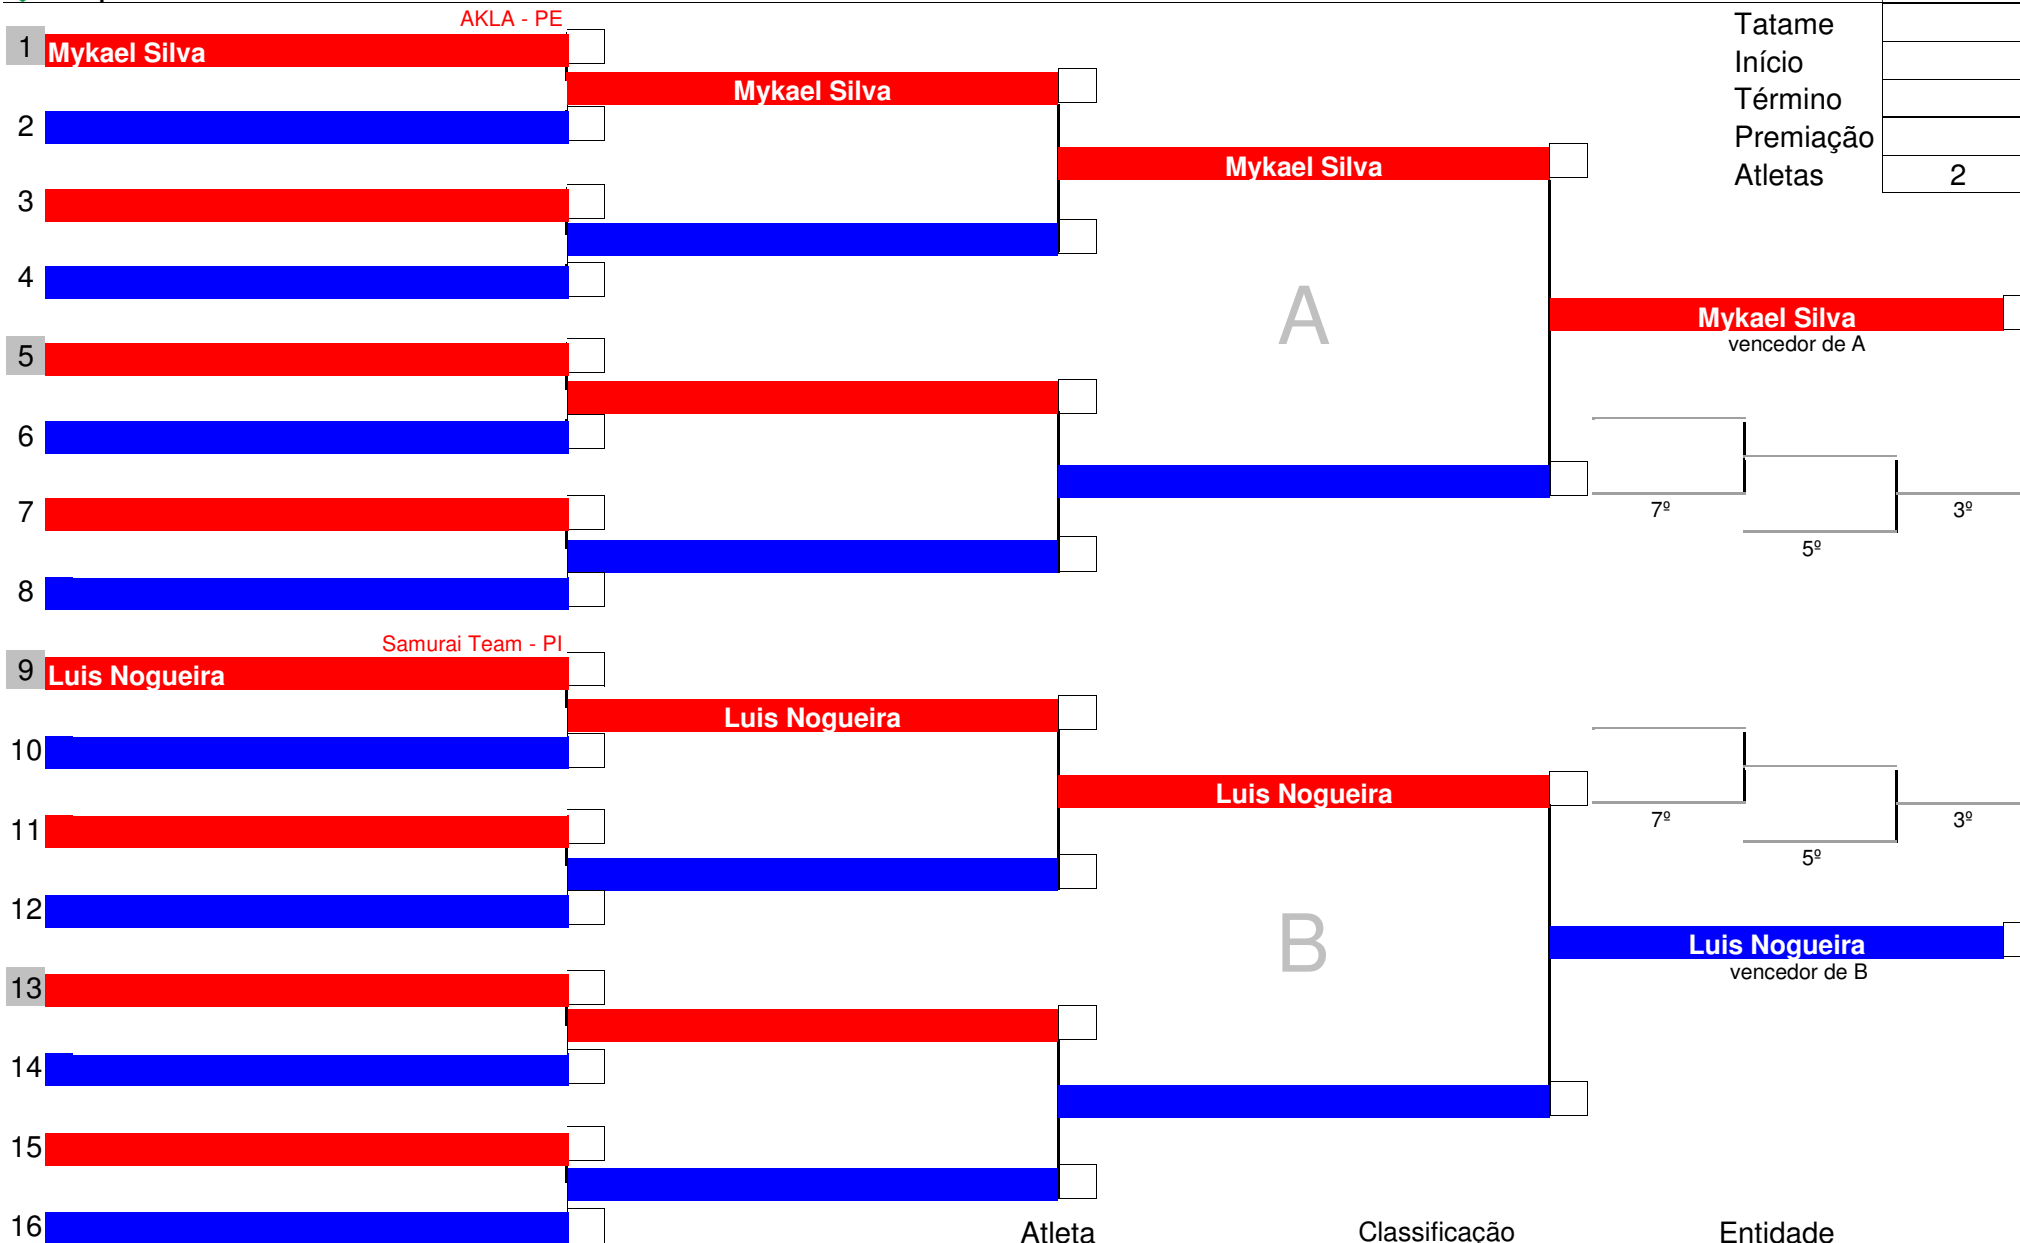 AKLA - PE
Tatame
1 Mykael Silva
Início
Mykael Silva
Término
2
Premiação
Mykael Silva
Atletas 2
3
4
A
Mykael Silva
vencedor de A
5
6
7
7º
3º
5º
8
Samurai Team - PI
9 Luis Nogueira
Luis Nogueira
10
Luis Nogueira
11
7º
3º
5º
12
B
Luis Nogueira
vencedor de B
13
14
15
16
Atleta Classificação Entidade